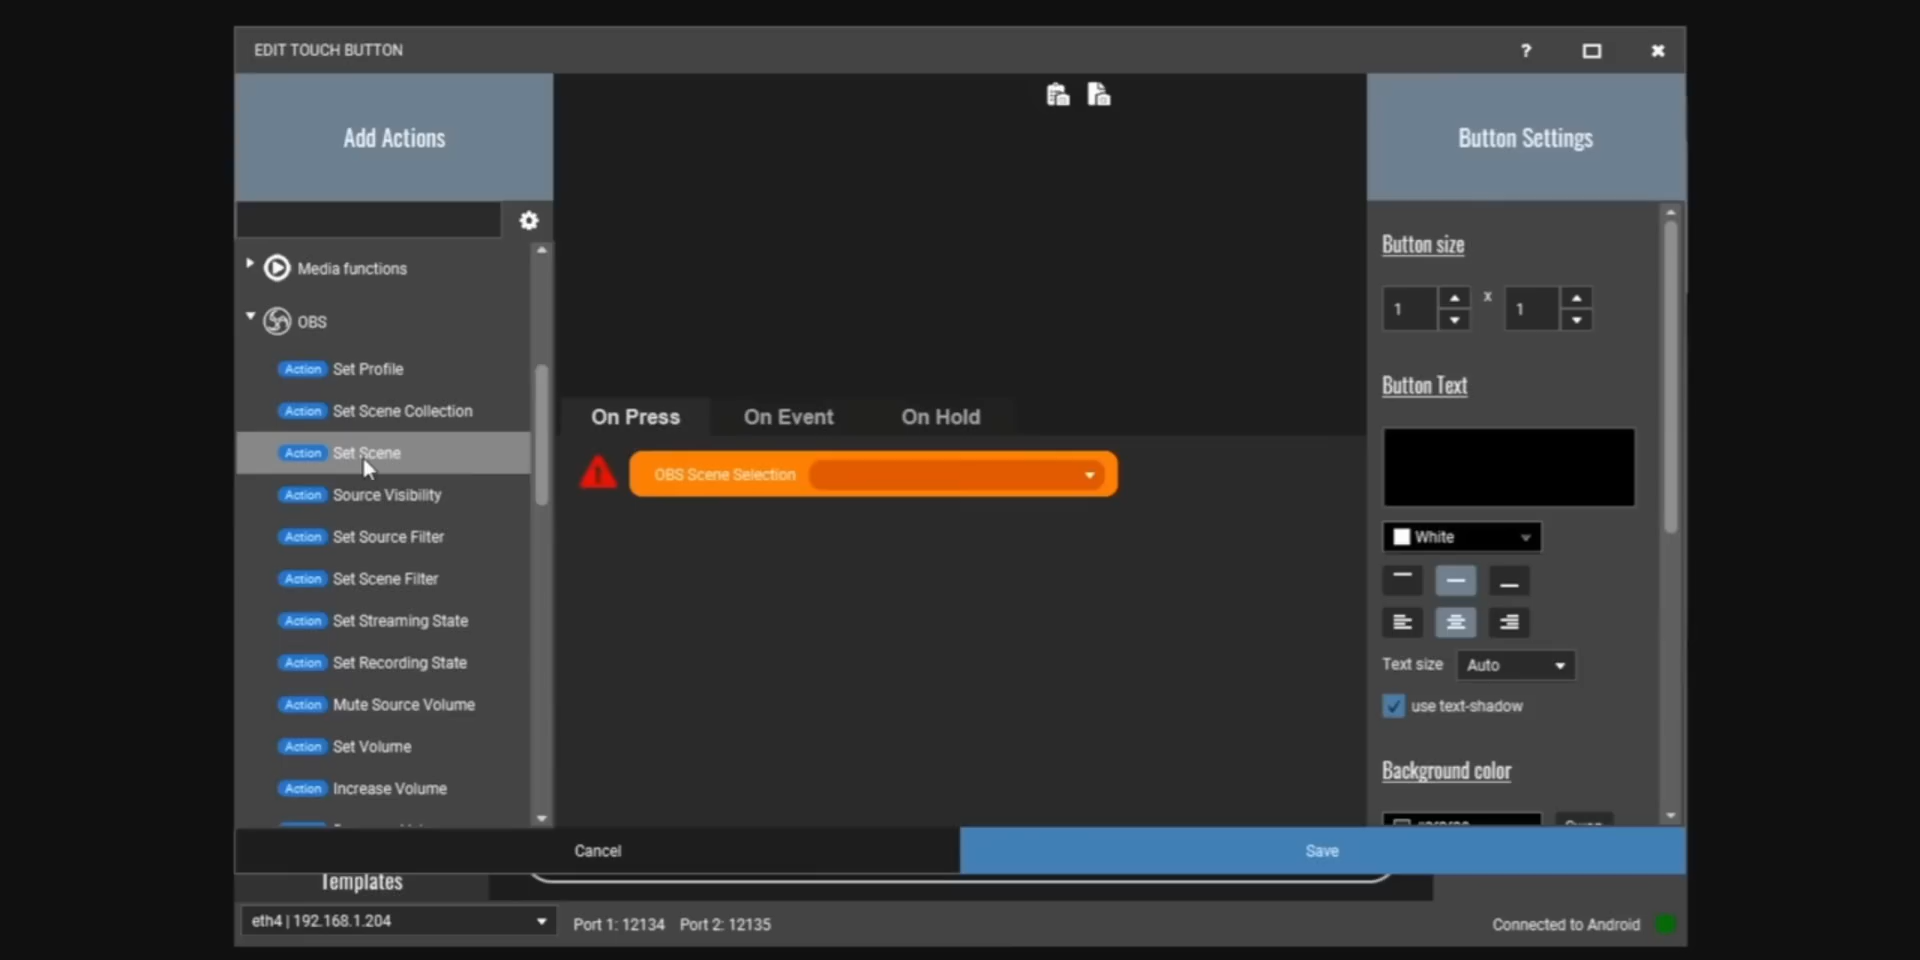 EDIT TOUCH BUTTON
?
Add Actions
Media functions
OBS
Action Set Profile
Action Set Scene Collection
Action Set Scene
Action Source Visibility
Action Set Source Filter
Action Set Scene Filter
Action Set Streaming State
Action Set Recording State
Action Mute Source Volume
Action Set Volume
Action Increase Volume
On Press On Event On Hold
OBS Scene Selection
Button Settings
Button size
1 x 1
Button Text
White
Text size Auto
use text-shadow
Background color
Cancel
Save
Templates
eth4 | 192.168.1.204
Port 1: 12134 Port 2: 12135
Connected to Android